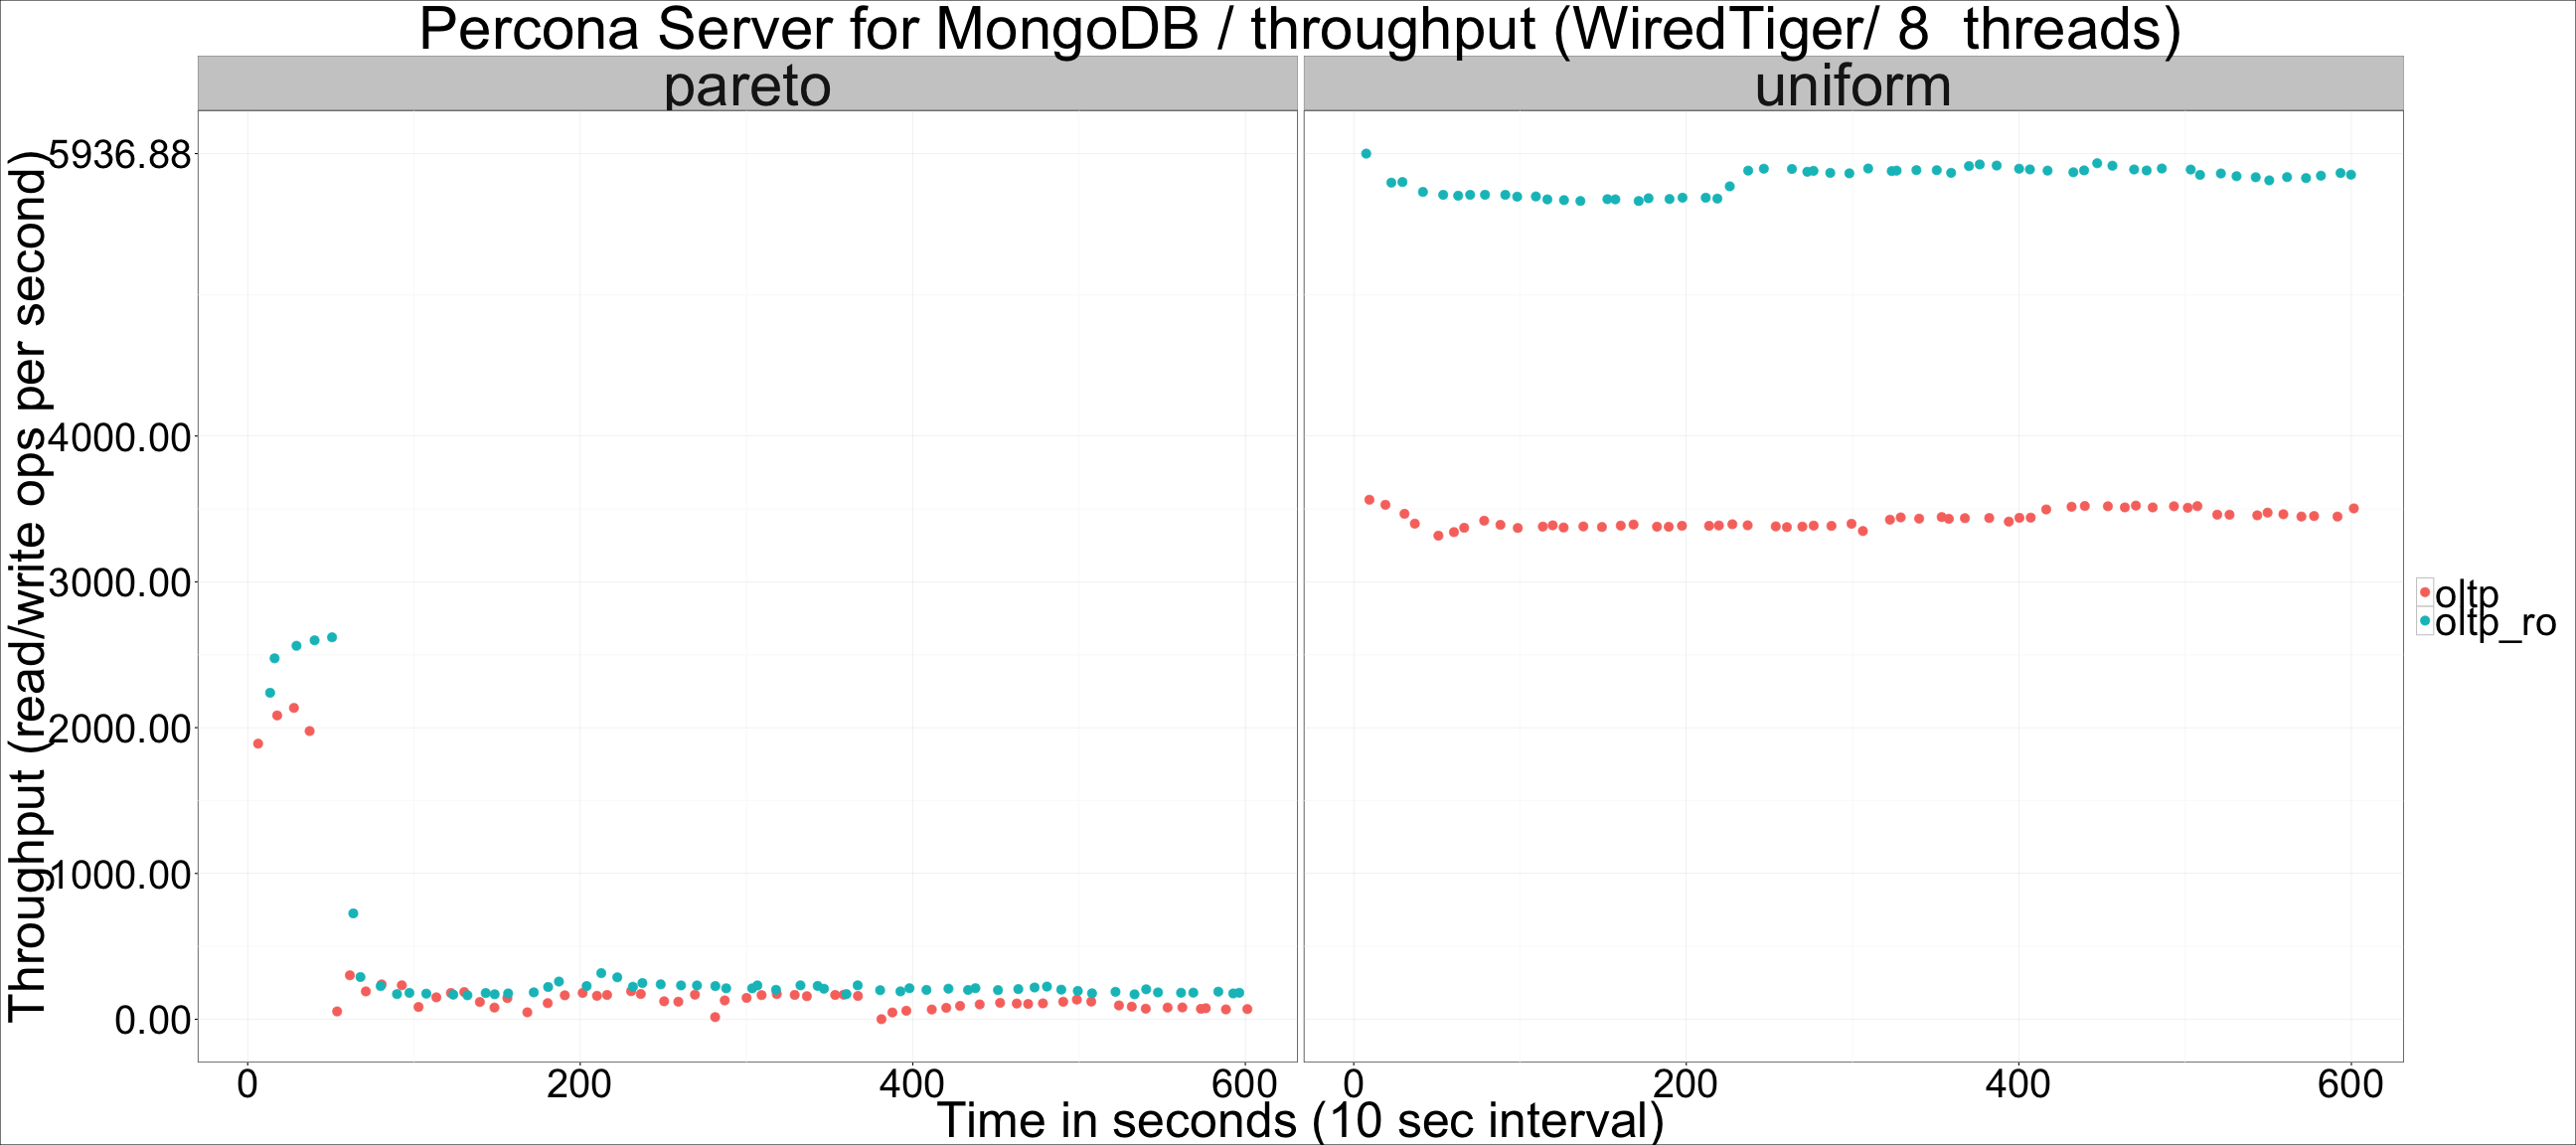 Percona Server for MongoDB / throughput (WiredTiger/ 8  threads)
pareto
uniform
Throughput (read/write ops per second)
5936.88
4000.00
3000.00
2000.00
1000.00
0.00
oltp
oltp_ro
0 200 400 600
0 200 400 600
Time in seconds (10 sec interval)